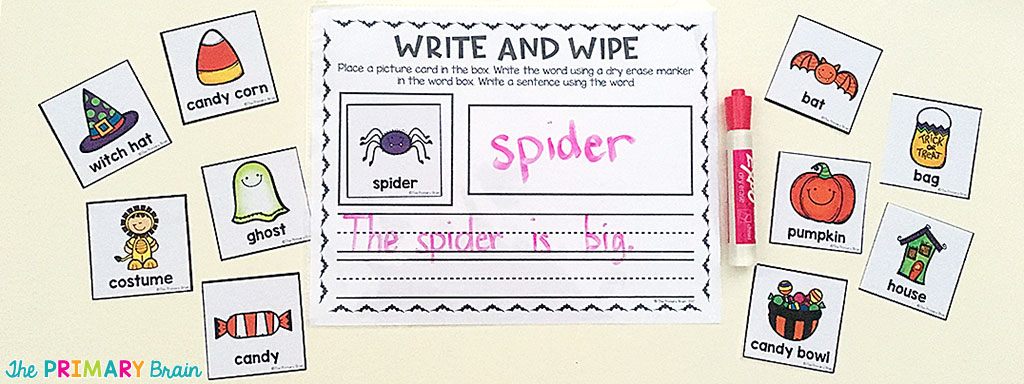 candy corn
witch hat
ghost
costume
candy
WRITE AND WIPE
Place a picture card in the box. Write the word using a dry erase marker
in the word box. Write a sentence using the word
spider
spider
The spider is big.
EXPO
dry erase
bat
TRICK
OR
TREAT
bag
pumpkin
house
candy bowl
The PRIMARY Brain